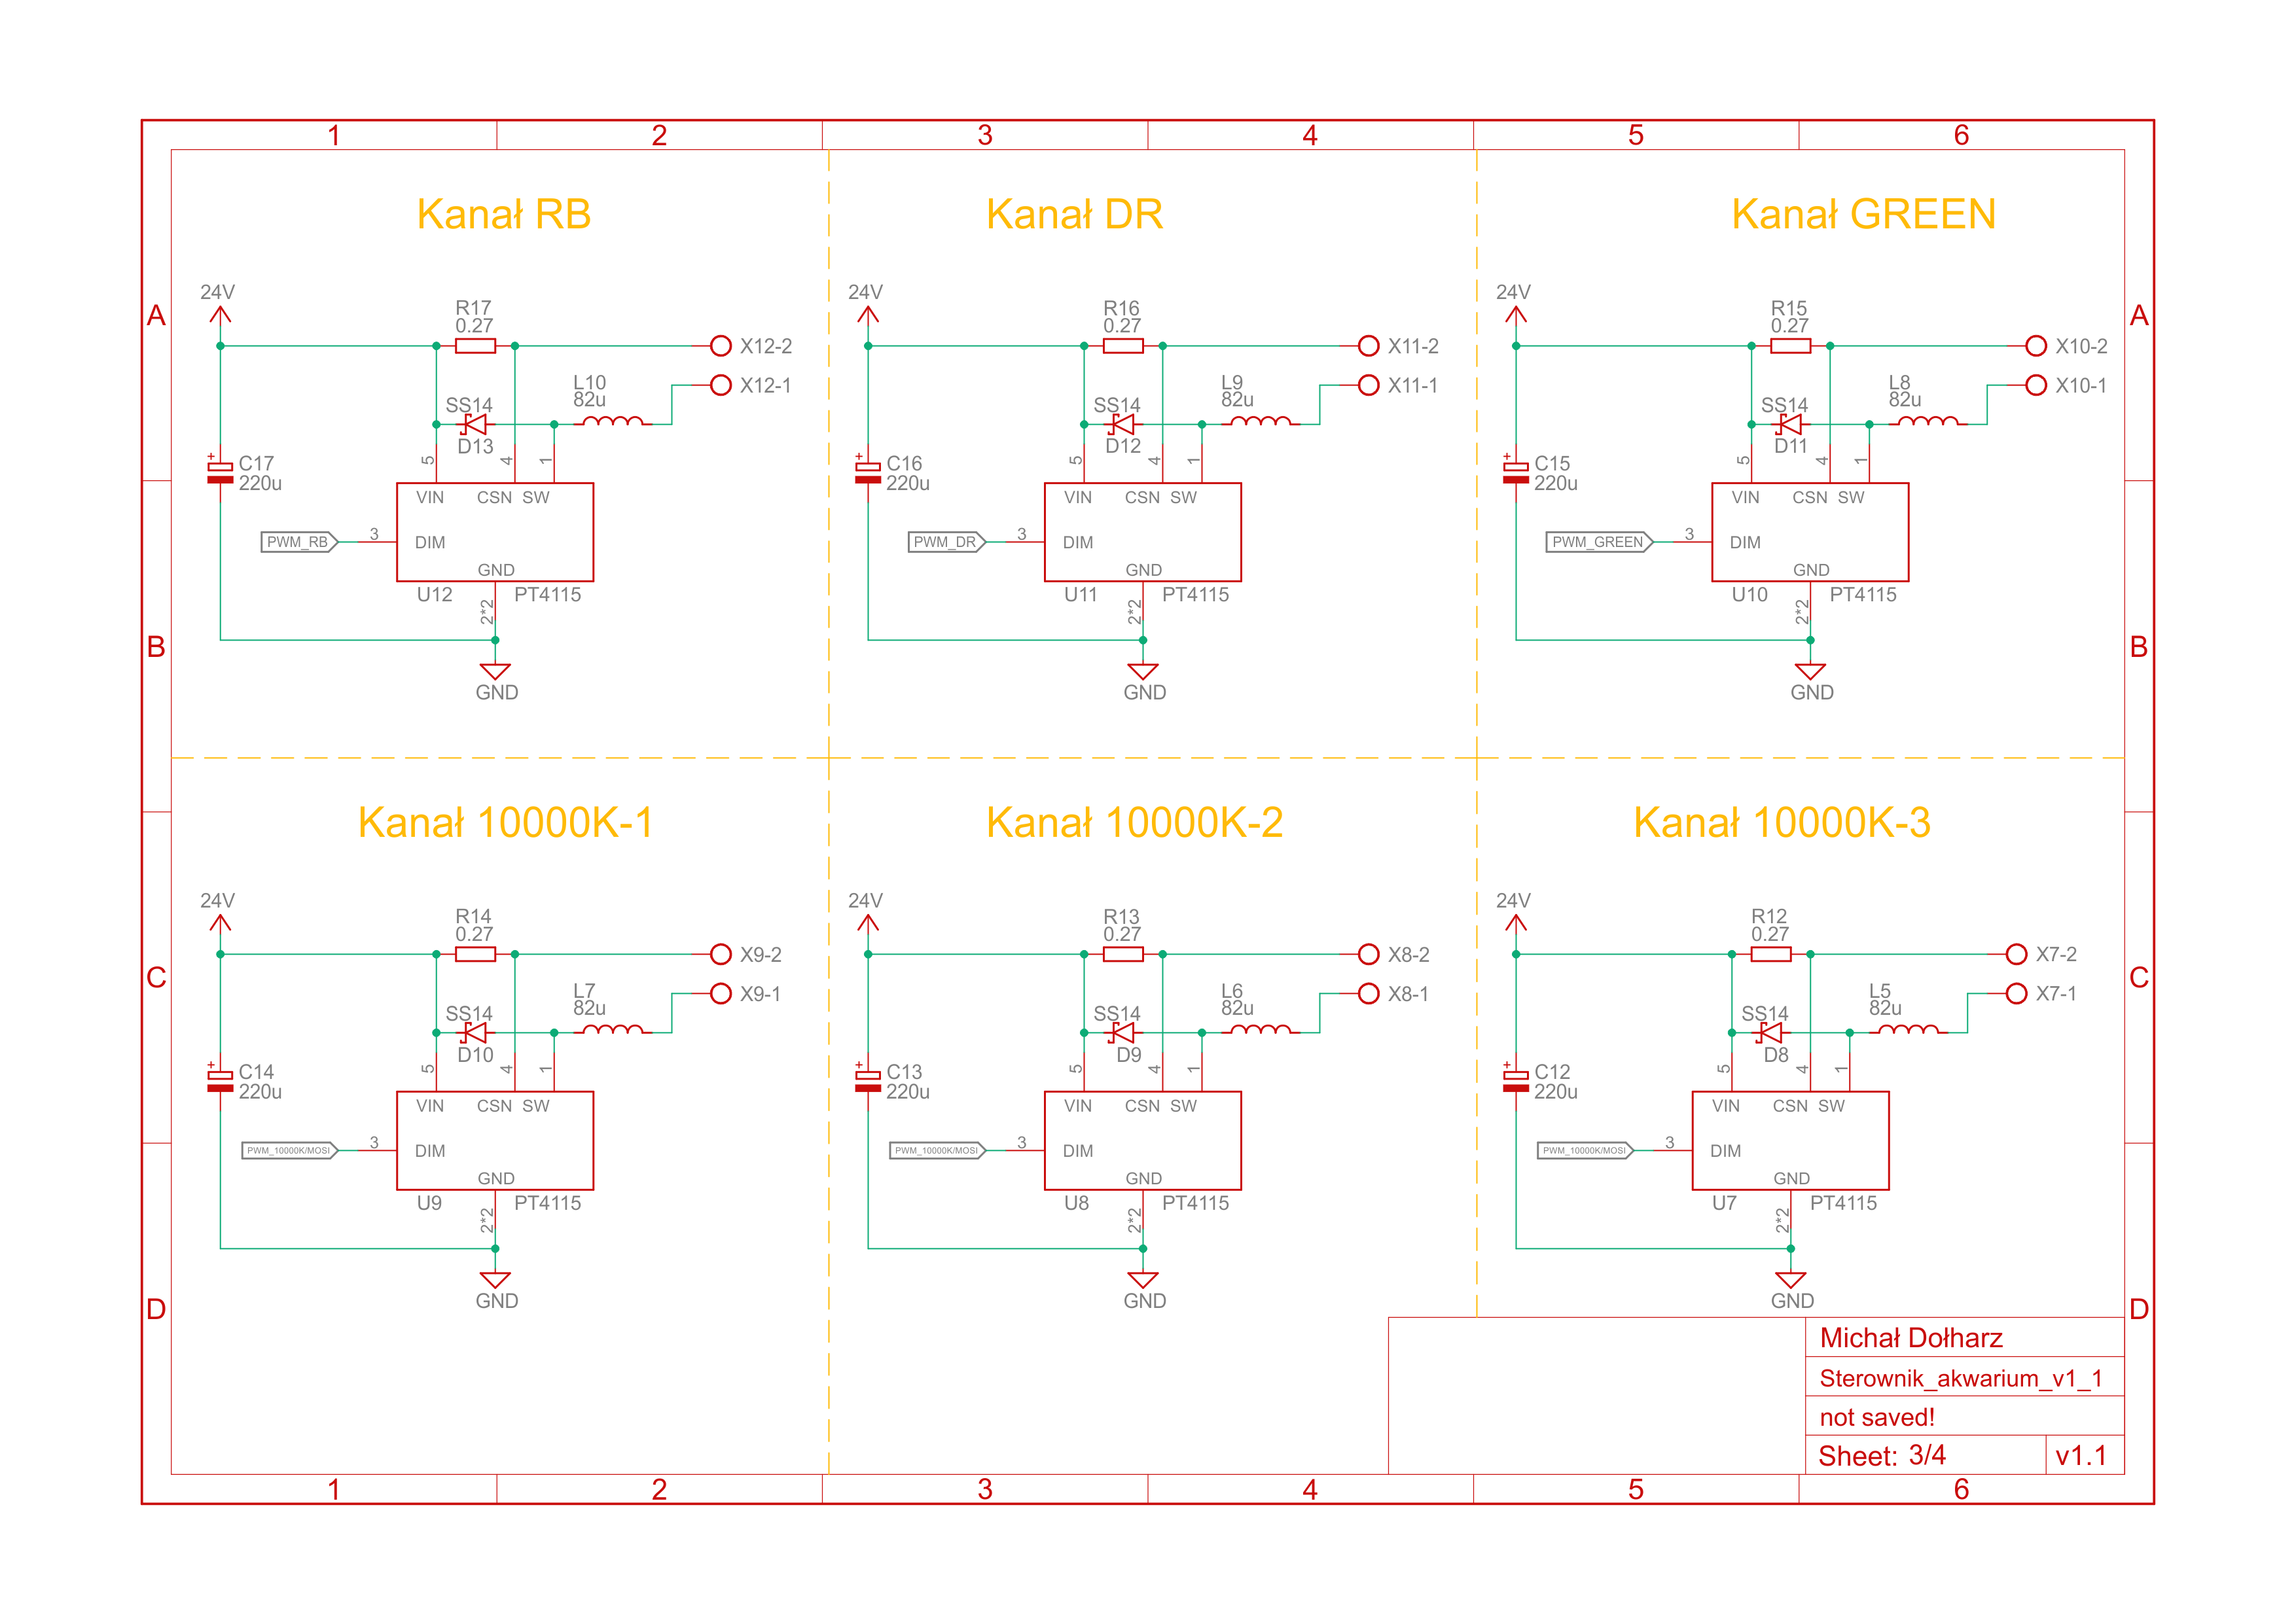 1 2 3 4 5 6
Kanał RB
24V
R17
0.27
X12-2
X12-1
L10
82u
SS14
D13
C17
220u
5 4 1
VIN CSN SW
PWM_RB 3 DIM
GND
U12 PT4115
2*2
GND
Kanał DR
24V
R16
0.27
X11-2
X11-1
L9
82u
SS14
D12
C16
220u
5 4 1
VIN CSN SW
PWM_DR 3 DIM
GND
U11 PT4115
2*2
GND
Kanał GREEN
24V
R15
0.27
X10-2
X10-1
L8
82u
SS14
D11
C15
220u
5 4 1
VIN CSN SW
PWM_GREEN 3 DIM
GND
U10 PT4115
2*2
GND
A A
B B
Kanał 10000K-1
24V
R14
0.27
X9-2
X9-1
L7
82u
SS14
D10
C14
220u
5 4 1
VIN CSN SW
PWM_10000K/MOSI 3 DIM
GND
U9 PT4115
2*2
GND
Kanał 10000K-2
24V
R13
0.27
X8-2
X8-1
L6
82u
SS14
D9
C13
220u
5 4 1
VIN CSN SW
PWM_10000K/MOSI 3 DIM
GND
U8 PT4115
2*2
GND
Kanał 10000K-3
24V
R12
0.27
X7-2
X7-1
L5
82u
SS14
D8
C12
220u
5 4 1
VIN CSN SW
PWM_10000K/MOSI 3 DIM
GND
U7 PT4115
2*2
GND
C C
D D
Michał Dołharz
Sterownik_akwarium_v1_1
not saved!
Sheet: 3/4 v1.1
1 2 3 4 5 6